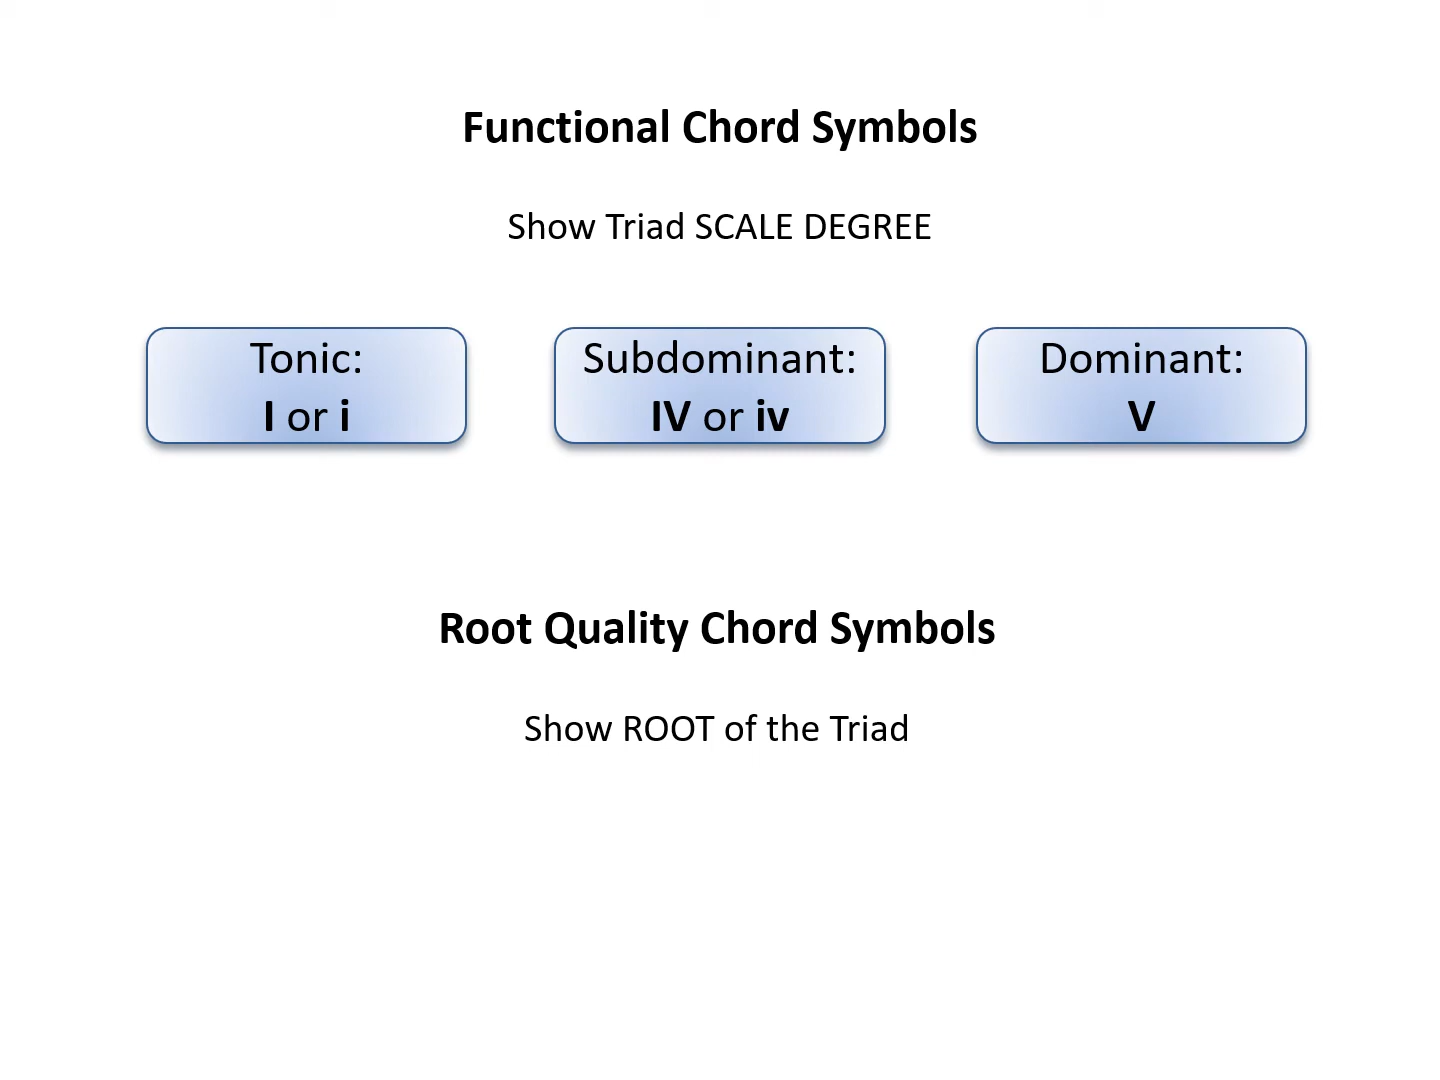 Functional Chord Symbols
Show Triad SCALE DEGREE
Tonic:
I or i
Subdominant:
IV or iv
Dominant:
V
Root Quality Chord Symbols
Show ROOT of the Triad